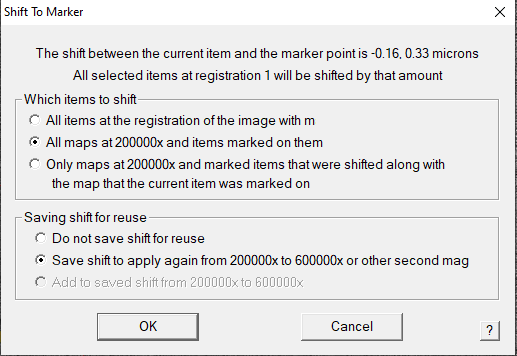 Shift To Marker
The shift between the current item and the marker point is -0.16, 0.33 microns
All selected items at registration 1 will be shifted by that amount
Which items to shift
All items at the registration of the image with m
All maps at 200000x and items marked on them
Only maps at 200000x and marked items that were shifted along with
the map that the current item was marked on
Saving shift for reuse
Do not save shift for reuse
Save shift to apply again from 200000x to 600000x or other second mag
Add to saved shift from 200000x to 600000x
OK
Cancel
?